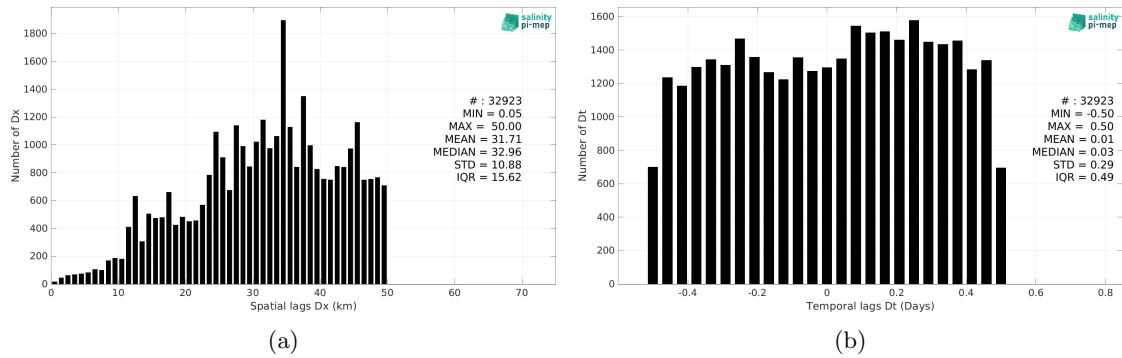 salinity
pi-mep
1800
1600
1400
1200
1000
800
600
400
200
0
Number of Dx
# : 32923
MIN = 0.05
MAX = 50.00
MEAN = 31.71
MEDIAN = 32.96
STD = 10.88
IQR = 15.62
0 10 20 30 40 50 60 70
Spatial lags Dx (km)
(a)
salinity
pi-mep
1600
1400
1200
1000
800
600
400
200
0
Number of Dt
# : 32923
MIN = -0.50
MAX = 0.50
MEAN = 0.01
MEDIAN = 0.03
STD = 0.29
IQR = 0.49
-0.4 -0.2 0 0.2 0.4 0.6 0.8
Temporal lags Dt (Days)
(b)